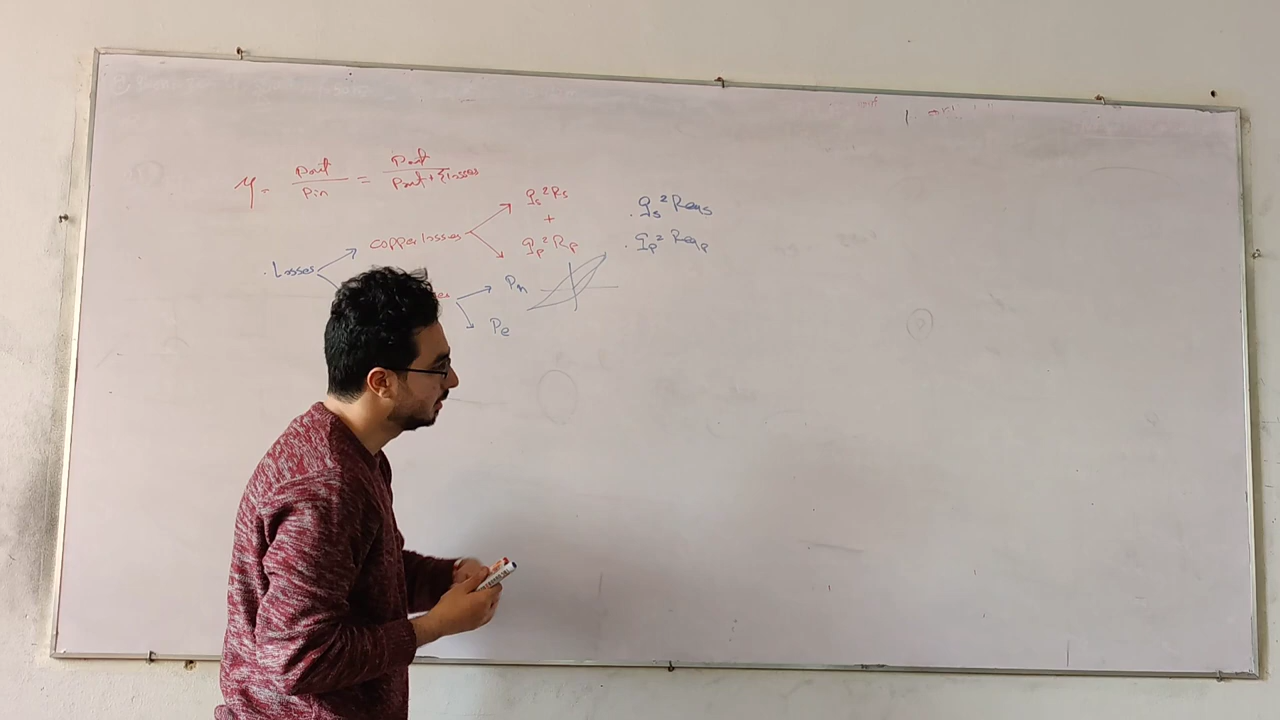 η = Pout / Pin = Pout / Pout + Σlosses
Is²Rs
+
Ip²Rp
Is²Reqs
Ip²Reqp
copper losses
Losses
Ph
Pe